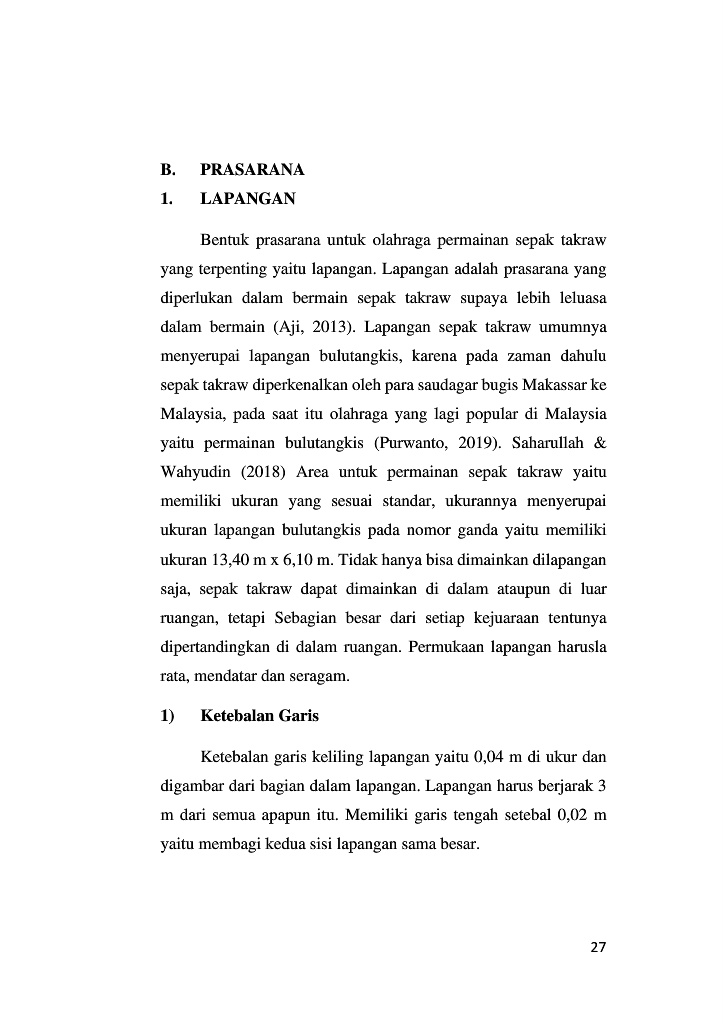 B. PRASARANA
1. LAPANGAN
Bentuk prasarana untuk olahraga permainan sepak takraw
yang terpenting yaitu lapangan. Lapangan adalah prasarana yang
diperlukan dalam bermain sepak takraw supaya lebih leluasa
dalam bermain (Aji, 2013). Lapangan sepak takraw umumnya
menyerupai lapangan bulutangkis, karena pada zaman dahulu
sepak takraw diperkenalkan oleh para saudagar bugis Makassar ke
Malaysia, pada saat itu olahraga yang lagi popular di Malaysia
yaitu permainan bulutangkis (Purwanto, 2019). Saharullah &
Wahyudin (2018) Area untuk permainan sepak takraw yaitu
memiliki ukuran yang sesuai standar, ukurannya menyerupai
ukuran lapangan bulutangkis pada nomor ganda yaitu memiliki
ukuran 13,40 m x 6,10 m. Tidak hanya bisa dimainkan dilapangan
saja, sepak takraw dapat dimainkan di dalam ataupun di luar
ruangan, tetapi Sebagian besar dari setiap kejuaraan tentunya
dipertandingkan di dalam ruangan. Permukaan lapangan harusla
rata, mendatar dan seragam.
1) Ketebalan Garis
Ketebalan garis keliling lapangan yaitu 0,04 m di ukur dan
digambar dari bagian dalam lapangan. Lapangan harus berjarak 3
m dari semua apapun itu. Memiliki garis tengah setebal 0,02 m
yaitu membagi kedua sisi lapangan sama besar.
27